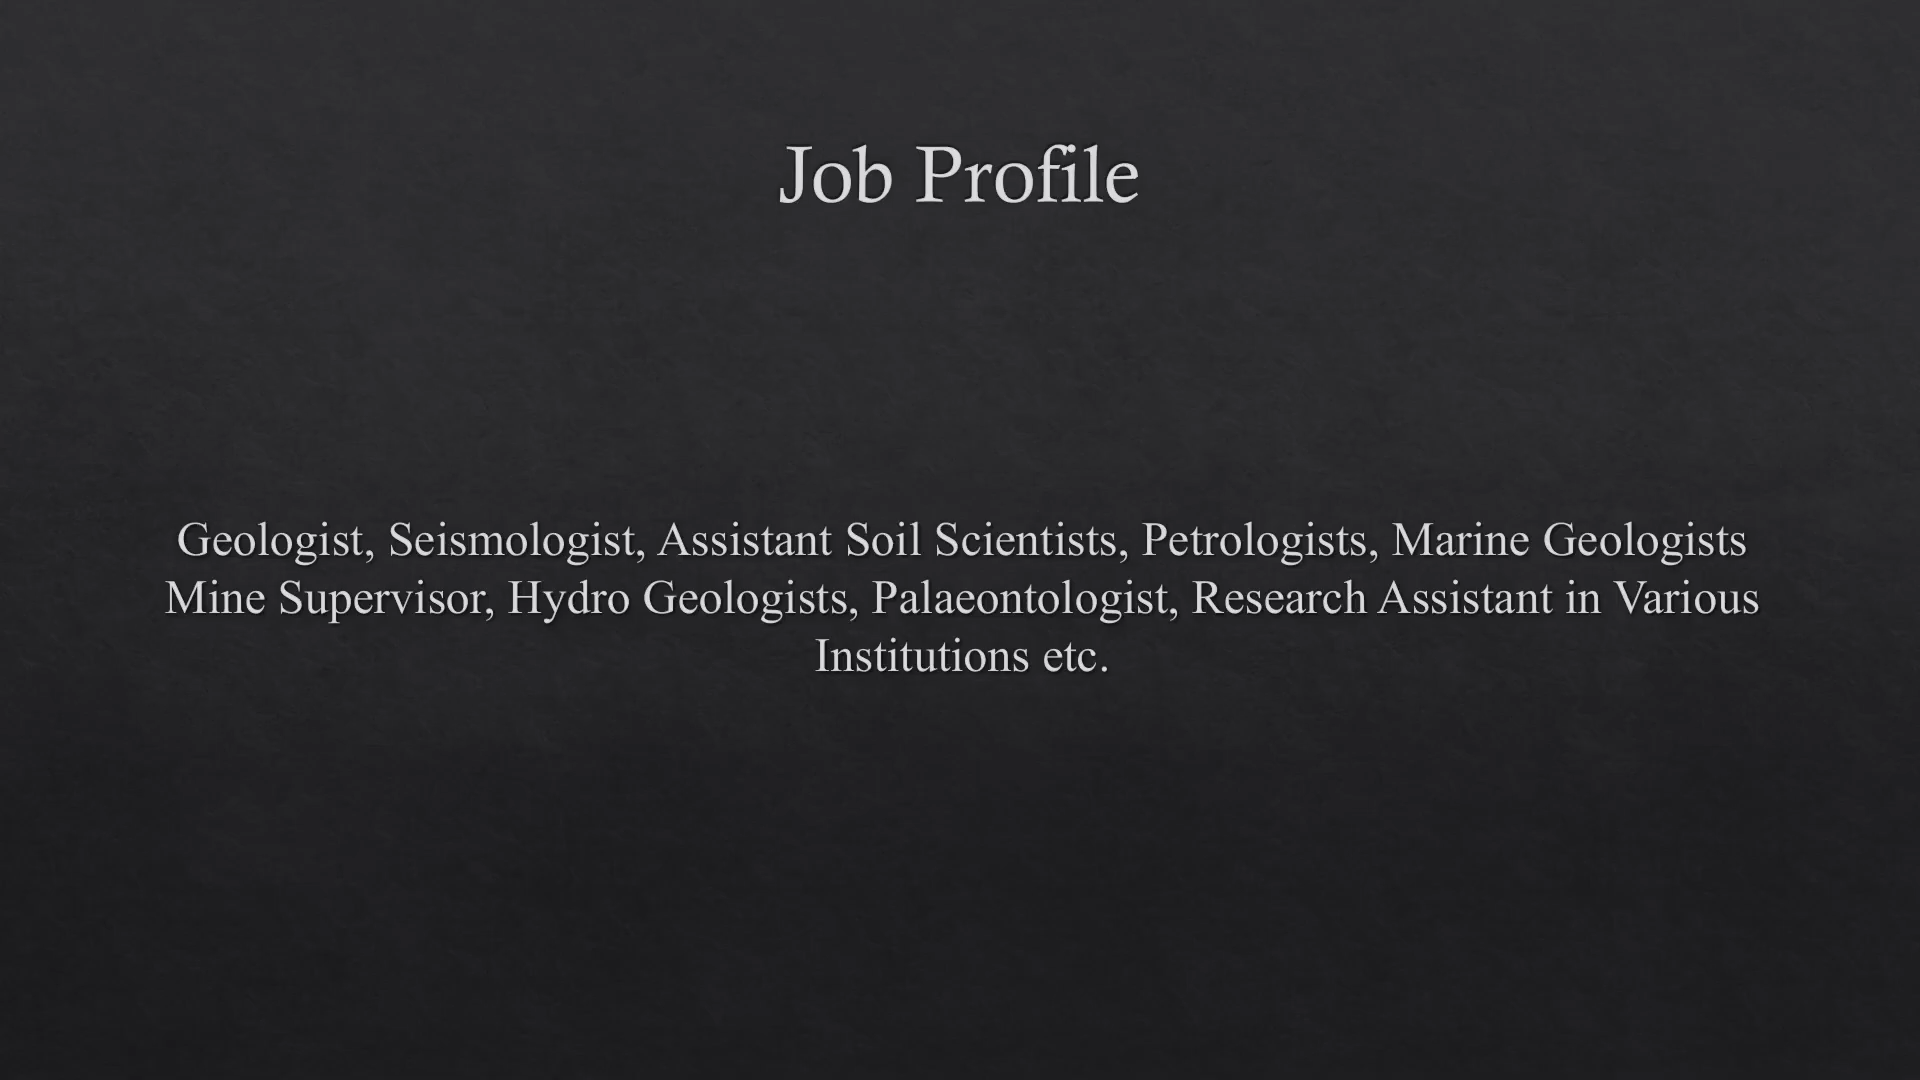 Job Profile
Geologist, Seismologist, Assistant Soil Scientists, Petrologists, Marine Geologists
Mine Supervisor, Hydro Geologists, Palaeontologist, Research Assistant in Various
Institutions etc.